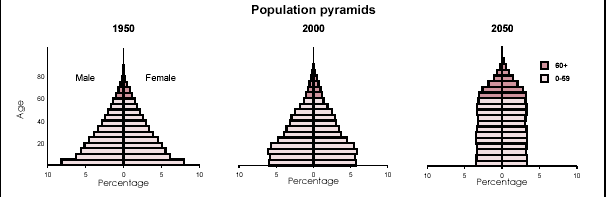 Population pyramids
1950
2000
2050
Male
Female
60+
0-59
Age
80
60
40
20
10 5 0 5 10
10 5 0 5 10
10 5 0 5 10
Percentage
Percentage
Percentage